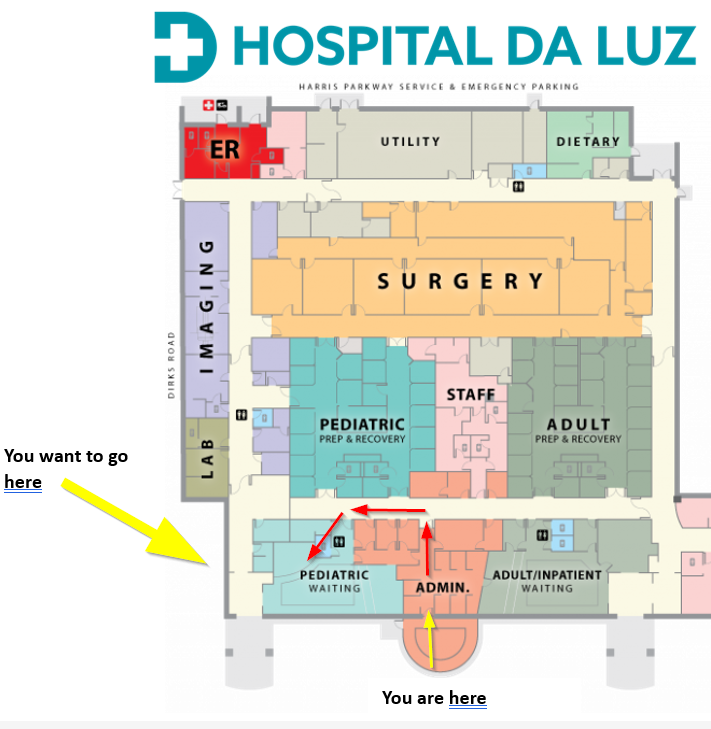 HOSPITAL DA LUZ
HARRIS PARKWAY SERVICE & EMERGENCY PARKING
ER
UTILITY
DIETARY
SURGERY
IMAGING
DIRKS ROAD
STAFF
PEDIATRIC
PREP & RECOVERY
ADULT
PREP & RECOVERY
LAB
You want to go
here
PEDIATRIC
WAITING
ADMIN.
ADULT/INPATIENT
WAITING
You are here